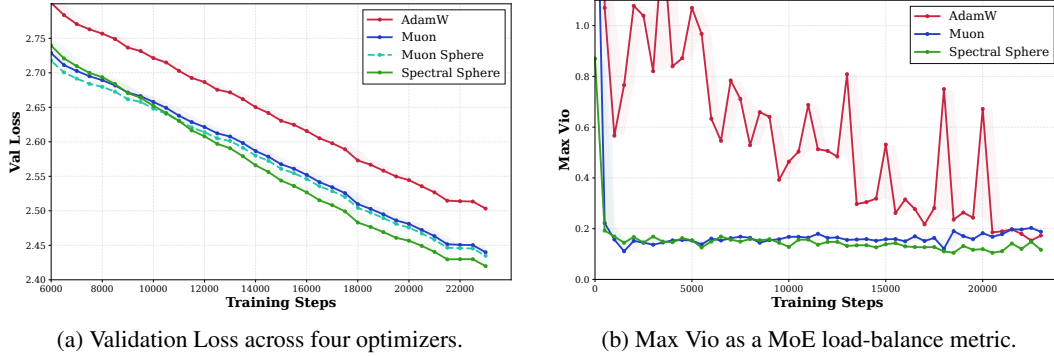 AdamW
Muon
Muon Sphere
Spectral Sphere
Val Loss
2.75
2.70
2.65
2.60
2.55
2.50
2.45
2.40
6000 8000 10000 12000 14000 16000 18000 20000 22000
Training Steps
(a) Validation Loss across four optimizers.
AdamW
Muon
Spectral Sphere
Max Vio
1.0
0.8
0.6
0.4
0.2
0.0
0 5000 10000 15000 20000
Training Steps
(b) Max Vio as a MoE load-balance metric.